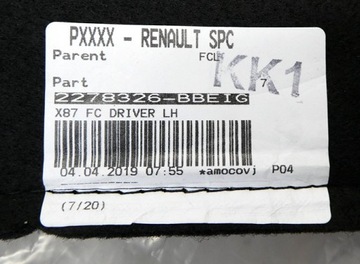 PXXXX - RENAULT SPC
Parent FCL
KK1
Part 7
2278326-BBEIG
X87 FC DRIVER LH
04.04.2019 07:55 *amocovj P04
(7/20)